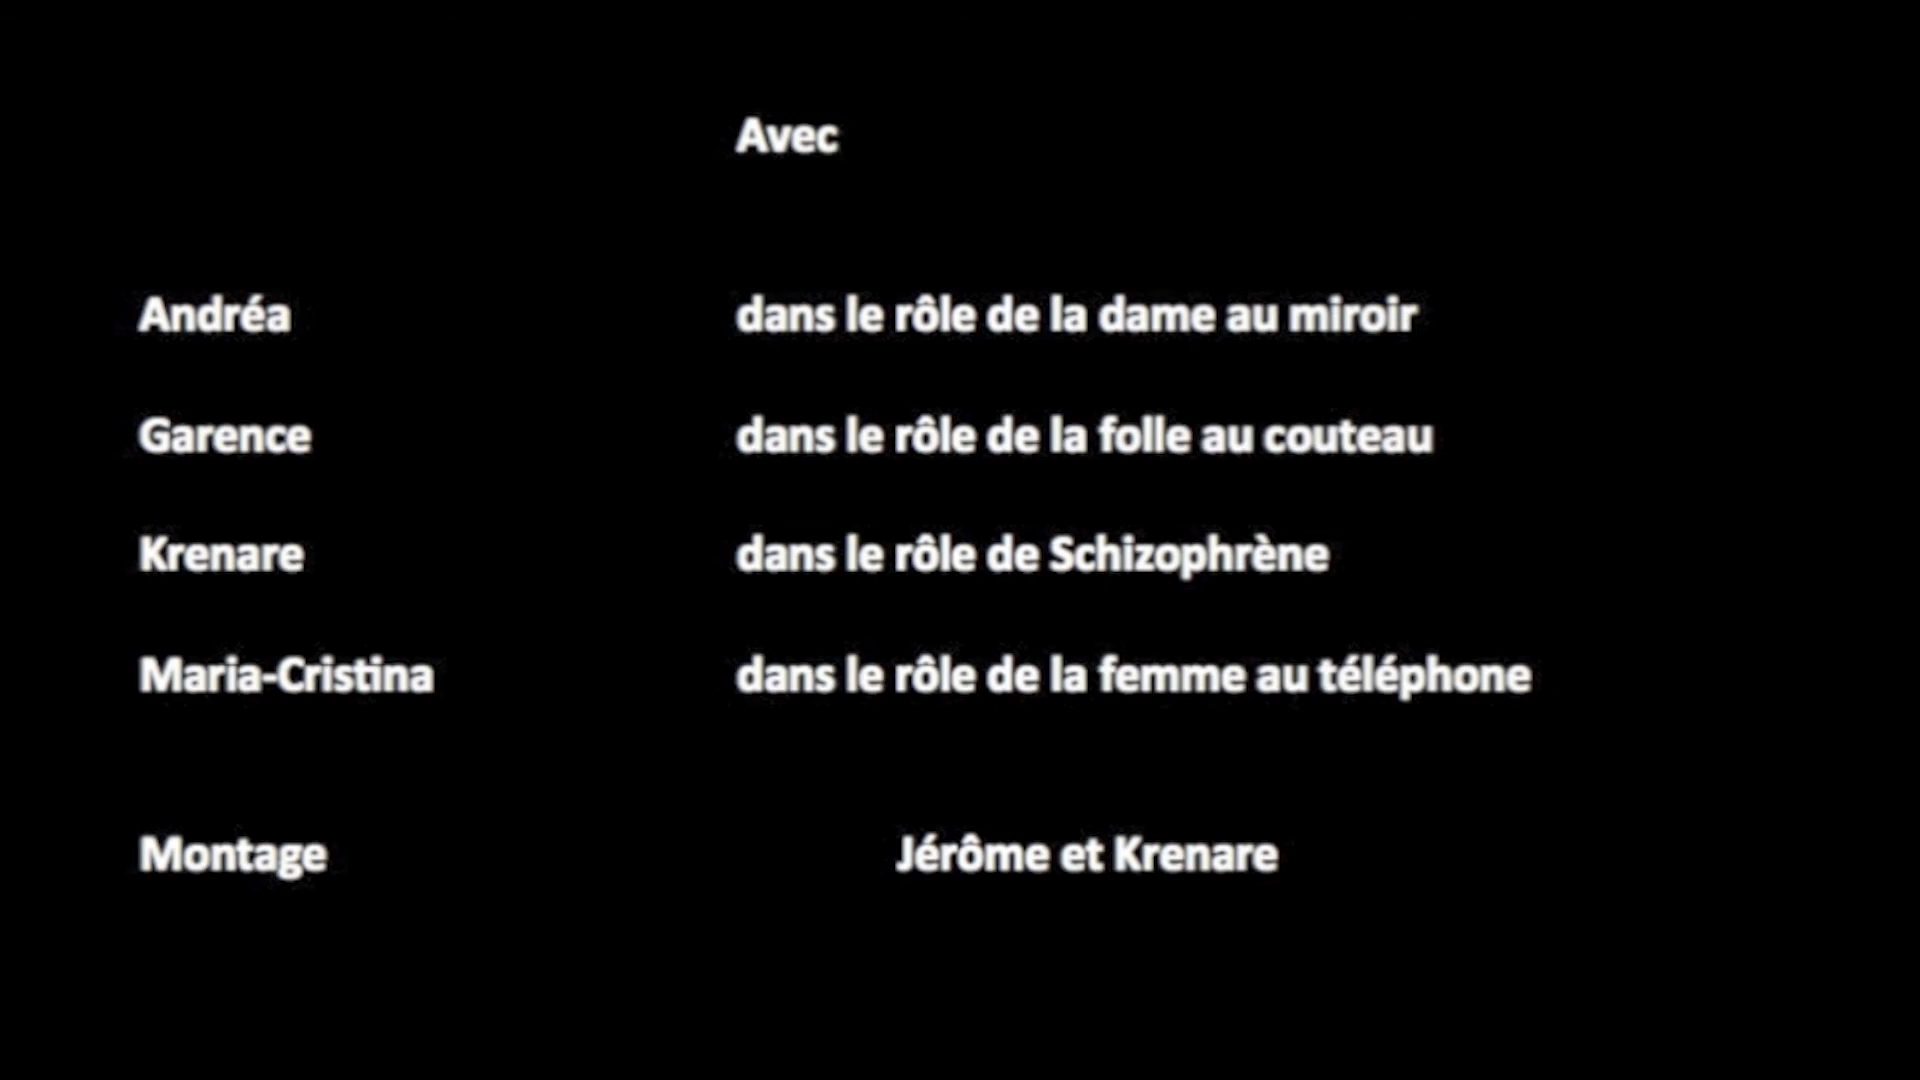 Avec
Andréa dans le rôle de la dame au miroir
Garence dans le rôle de la folle au couteau
Krenare dans le rôle de Schizophrène
Maria-Cristina dans le rôle de la femme au téléphone
Montage Jérôme et Krenare